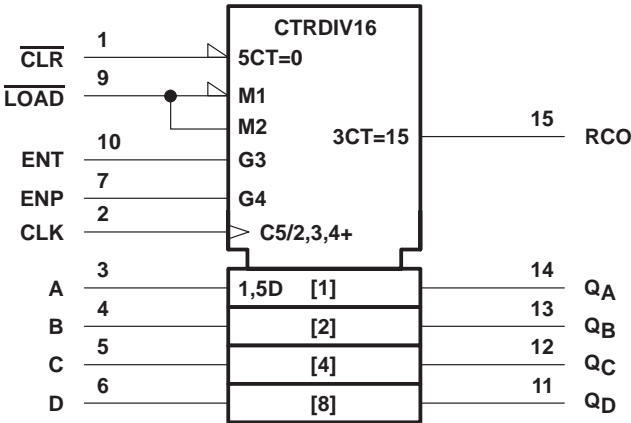 CTRDIV16
CLR 1 5CT=0
LOAD 9 M1
M2
3CT=15 15 RCO
ENT 10 G3
ENP 7 G4
CLK 2 C5/2,3,4+
A 3 1,5D [1] 14 QA
B 4 [2] 13 QB
C 5 [4] 12 QC
D 6 [8] 11 QD